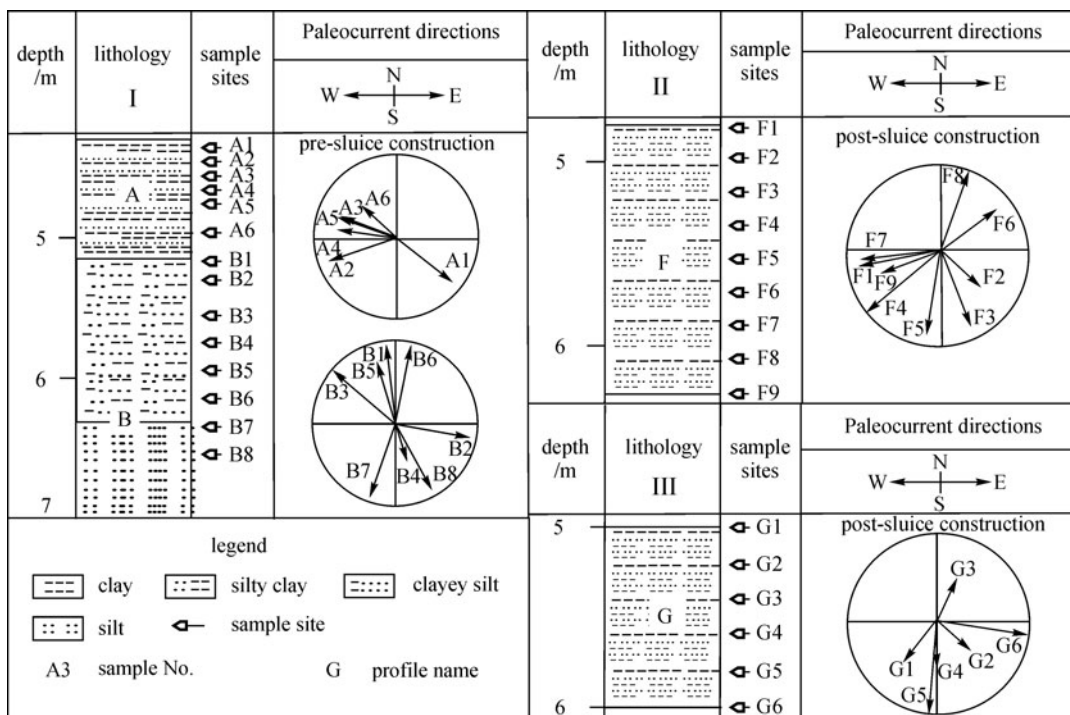 depth
/m
lithology
I
sample
sites
Paleocurrent directions
N
W
E
S
5
6
7
A
B
A1
A2
A3
A4
A5
A6
B1
B2
B3
B4
B5
B6
B7
B8
pre-sluice construction
A6
A3
A5
A4
A2
A1
B1
B6
B5
B3
B2
B7
B4
B8
legend
clay
silty clay
clayey silt
silt
sample site
A3
sample No.
G
profile name
depth
/m
lithology
II
sample
sites
Paleocurrent directions
N
W
E
S
5
6
F
F1
F2
F3
F4
F5
F6
F7
F8
F9
post-sluice construction
F8
F6
F7
F1
F9
F2
F4
F5
F3
depth
/m
lithology
III
sample
sites
Paleocurrent directions
N
W
E
S
5
6
G
G1
G2
G3
G4
G5
G6
post-sluice construction
G3
G6
G2
G1
G4
G5